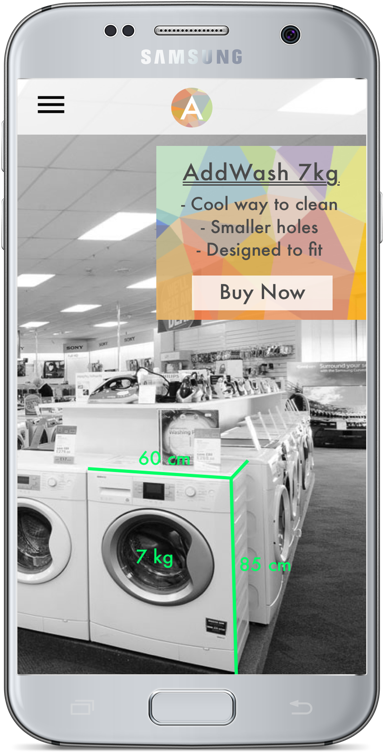 SAMSUNG
A
AddWash 7kg
- Cool way to clean
- Smaller holes
- Designed to fit
Buy Now
SONY
SONY
60 cm
7 kg
85 cm